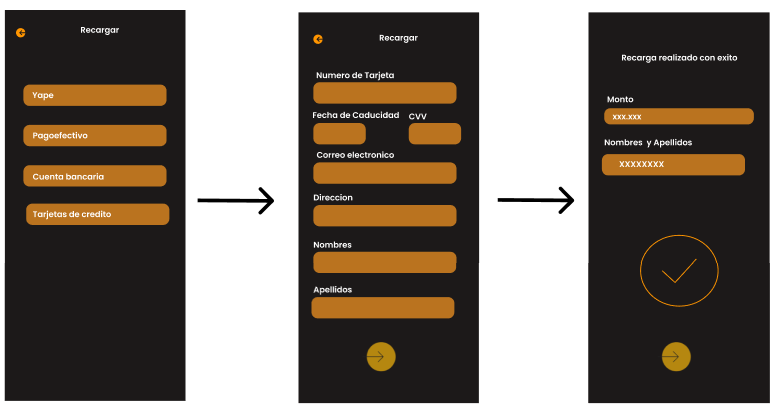 Recargar
Yape
Pagoefectivo
Cuenta bancaria
Tarjetas de credito
Recargar
Numero de Tarjeta
Fecha de Caducidad CVV
Correo electronico
Direccion
Nombres
Apellidos
Recarga realizado con exito
Monto
xx.xxx
Nombres y Apellidos
XXXXXXXX